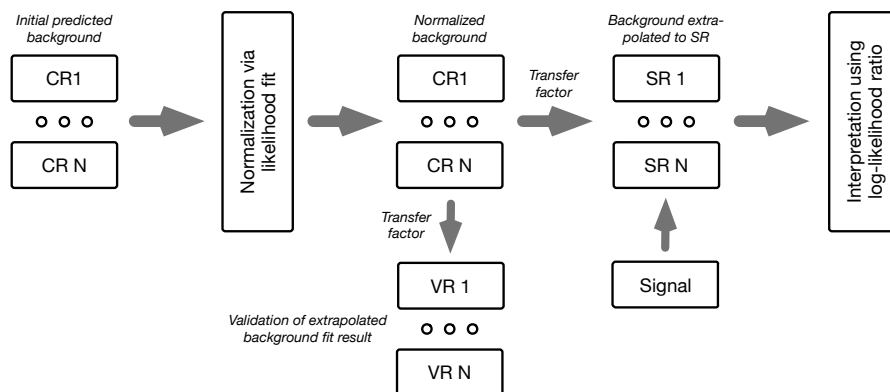 Initial predicted
background
CR1
CR N
Normalization via
likelihood fit
Normalized
background
CR1
CR N
Transfer
factor
Transfer
factor
VR 1
Validation of extrapolated
background fit result
VR N
Background extra-
polated to SR
SR 1
SR N
Signal
Interpretation using
log-likelihood ratio